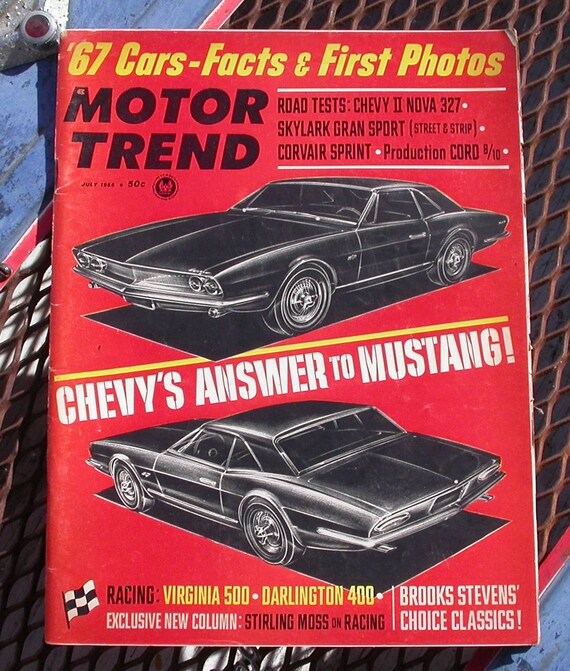 '67 Cars-Facts & First Photos
MOTOR TREND
ROAD TESTS: CHEVY II NOVA 327•
SKYLARK GRAN SPORT (STREET & STRIP)•
CORVAIR SPRINT • Production CORD 8/10•
JULY 1966 • 50C
CHEVY'S ANSWER TO MUSTANG!
RACING: VIRGINIA 500 • DARLINGTON 400•
EXCLUSIVE NEW COLUMN: STIRLING MOSS ON RACING
BROOKS STEVENS'
CHOICE CLASSICS!